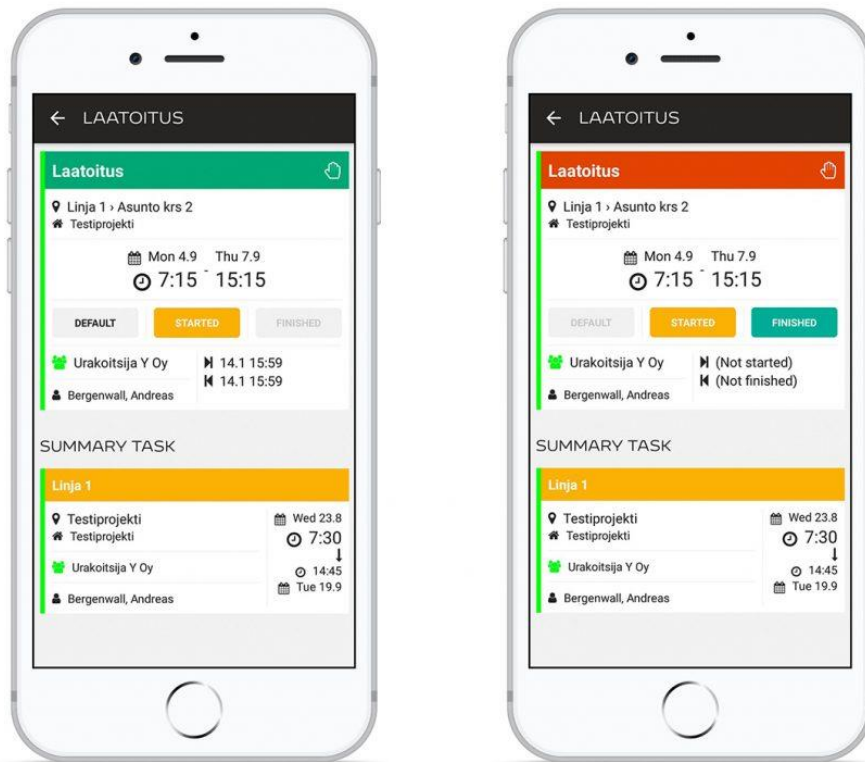 LAATOITUS
Laatoitus
Linja 1 › Asunto krs 2
Testiprojekti
Mon 4.9 Thu 7.9
7:15 - 15:15
DEFAULT STARTED FINISHED
Urakoitsija Y Oy
14.1 15:59
14.1 15:59
Bergenwall, Andreas
SUMMARY TASK
Linja 1
Testiprojekti
Testiprojekti
Urakoitsija Y Oy
Bergenwall, Andreas
Wed 23.8
7:30
14:45
Tue 19.9
LAATOITUS
Laatoitus
Linja 1 › Asunto krs 2
Testiprojekti
Mon 4.9 Thu 7.9
7:15 - 15:15
DEFAULT STARTED FINISHED
Urakoitsija Y Oy
(Not started)
(Not finished)
Bergenwall, Andreas
SUMMARY TASK
Linja 1
Testiprojekti
Testiprojekti
Urakoitsija Y Oy
Bergenwall, Andreas
Wed 23.8
7:30
14:45
Tue 19.9